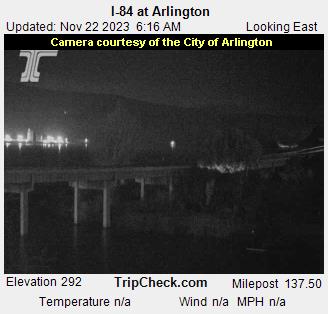 I-84 at Arlington
Updated: Nov 22 2023 6:16 AM Looking East
Camera courtesy of the City of Arlington
Elevation 292 TripCheck.com Milepost 137.50
Temperature n/a Wind n/a MPH n/a